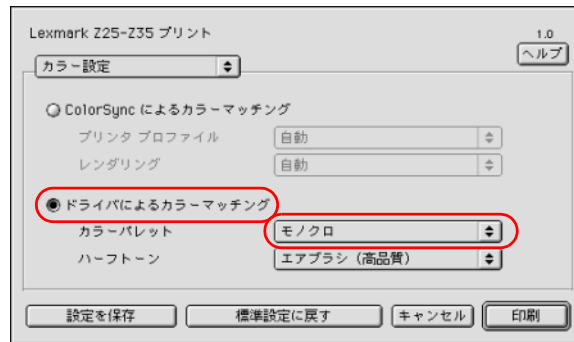 Lexmark Z25-Z35 プリント
1.0
ヘルプ
カラー設定
ColorSync によるカラーマッチング
プリンタ プロファイル 自動
レンダリング 自動
ドライバによるカラーマッチング
カラーパレット モノクロ
ハーフトーン エアブラシ（高品質）
設定を保存 標準設定に戻す キャンセル 印刷